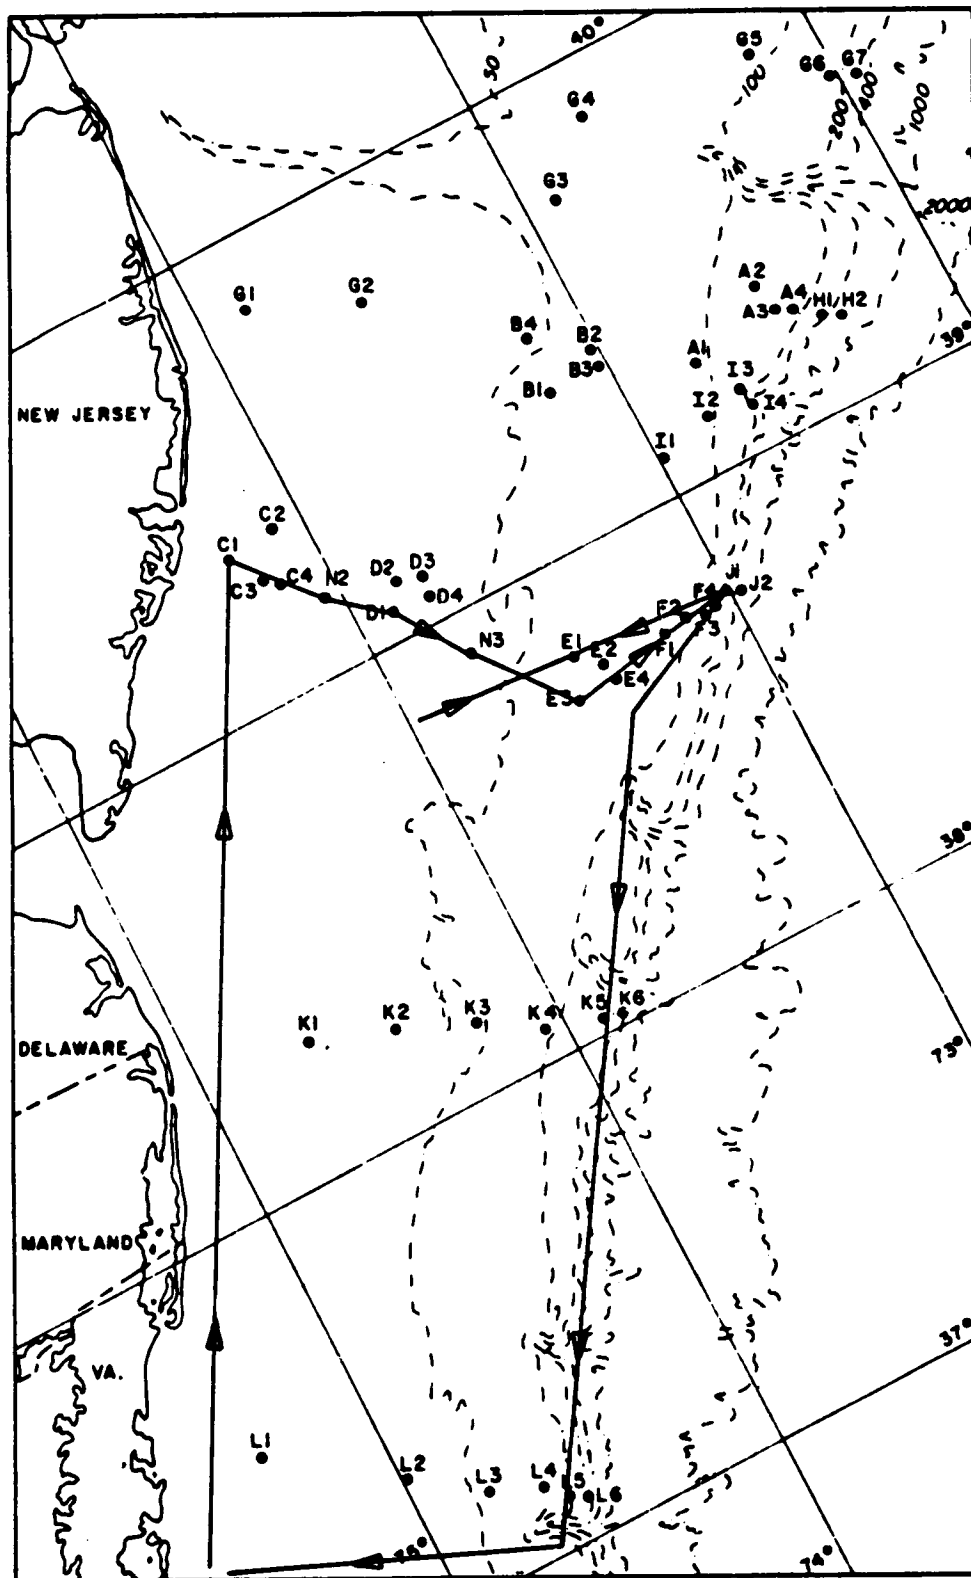 40°
G5
G6
G7
50
100
200
400
1000
G4
G3
2000
G1
G2
A2
A3
A4
H1/H2
B4
B2
B3
B1
A1
I3
I4
I2
39°
NEW JERSEY
I1
C2
C1
C3
C4
N2
D2
D3
D4
D1
N3
E1
E2
E4
E3
F2
F4
F1
F3
J1
J2
38°
K1
K2
K3
K4
K5
K6
73°
DELAWARE
MARYLAND
37°
VA.
L1
L2
L3
L4
L5
L6
75°
74°